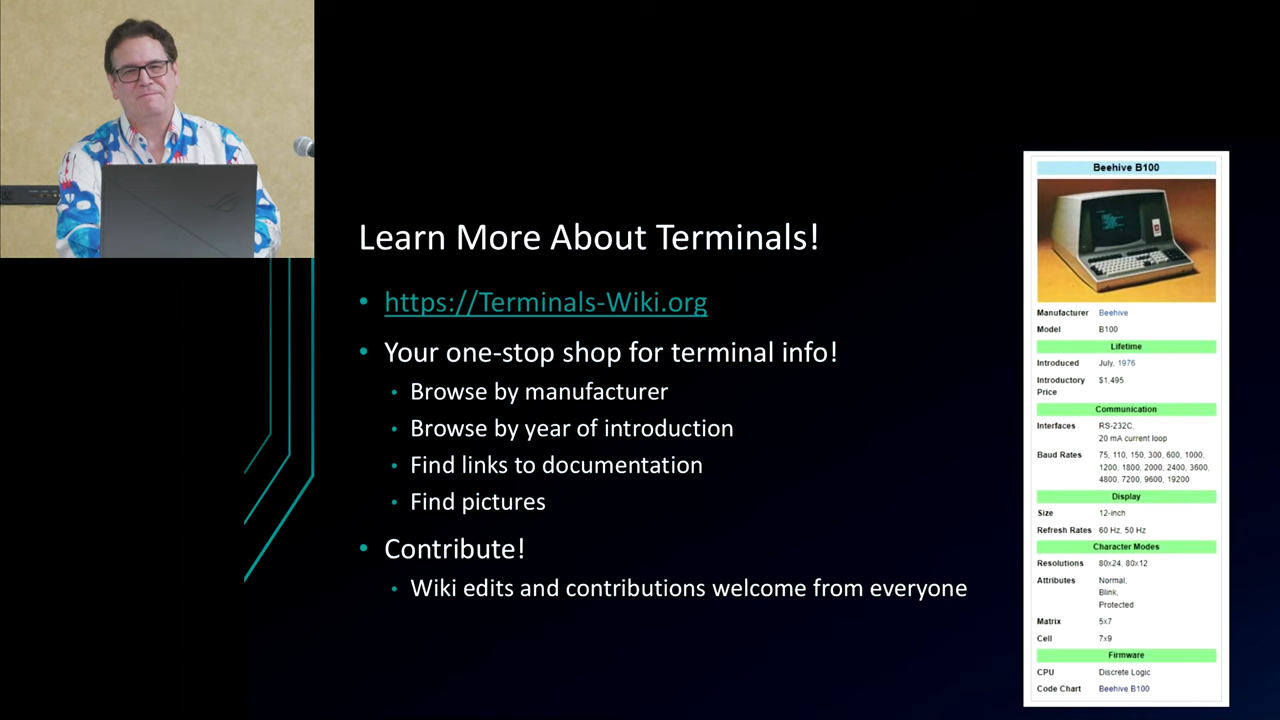 Learn More About Terminals!
https://Terminals-Wiki.org
Your one-stop shop for terminal info!
Browse by manufacturer
Browse by year of introduction
Find links to documentation
Find pictures
Contribute!
Wiki edits and contributions welcome from everyone
Beehive B100
Manufacturer Beehive
Model B100
Lifetime
Introduced July, 1976
Introductory $1,495
Price
Communication
Interfaces RS-232C,
20 mA current loop
Baud Rates 75, 110, 150, 300, 600, 1000,
1200, 1800, 2000, 2400, 3600,
4800, 7200, 9600, 19200
Display
Size 12-inch
Refresh Rates 60 Hz, 50 Hz
Character Modes
Resolutions 80x24, 80x12
Attributes Normal,
Blink,
Protected
Matrix 5x7
Cell 7x9
Firmware
CPU Discrete Logic
Code Chart Beehive B100